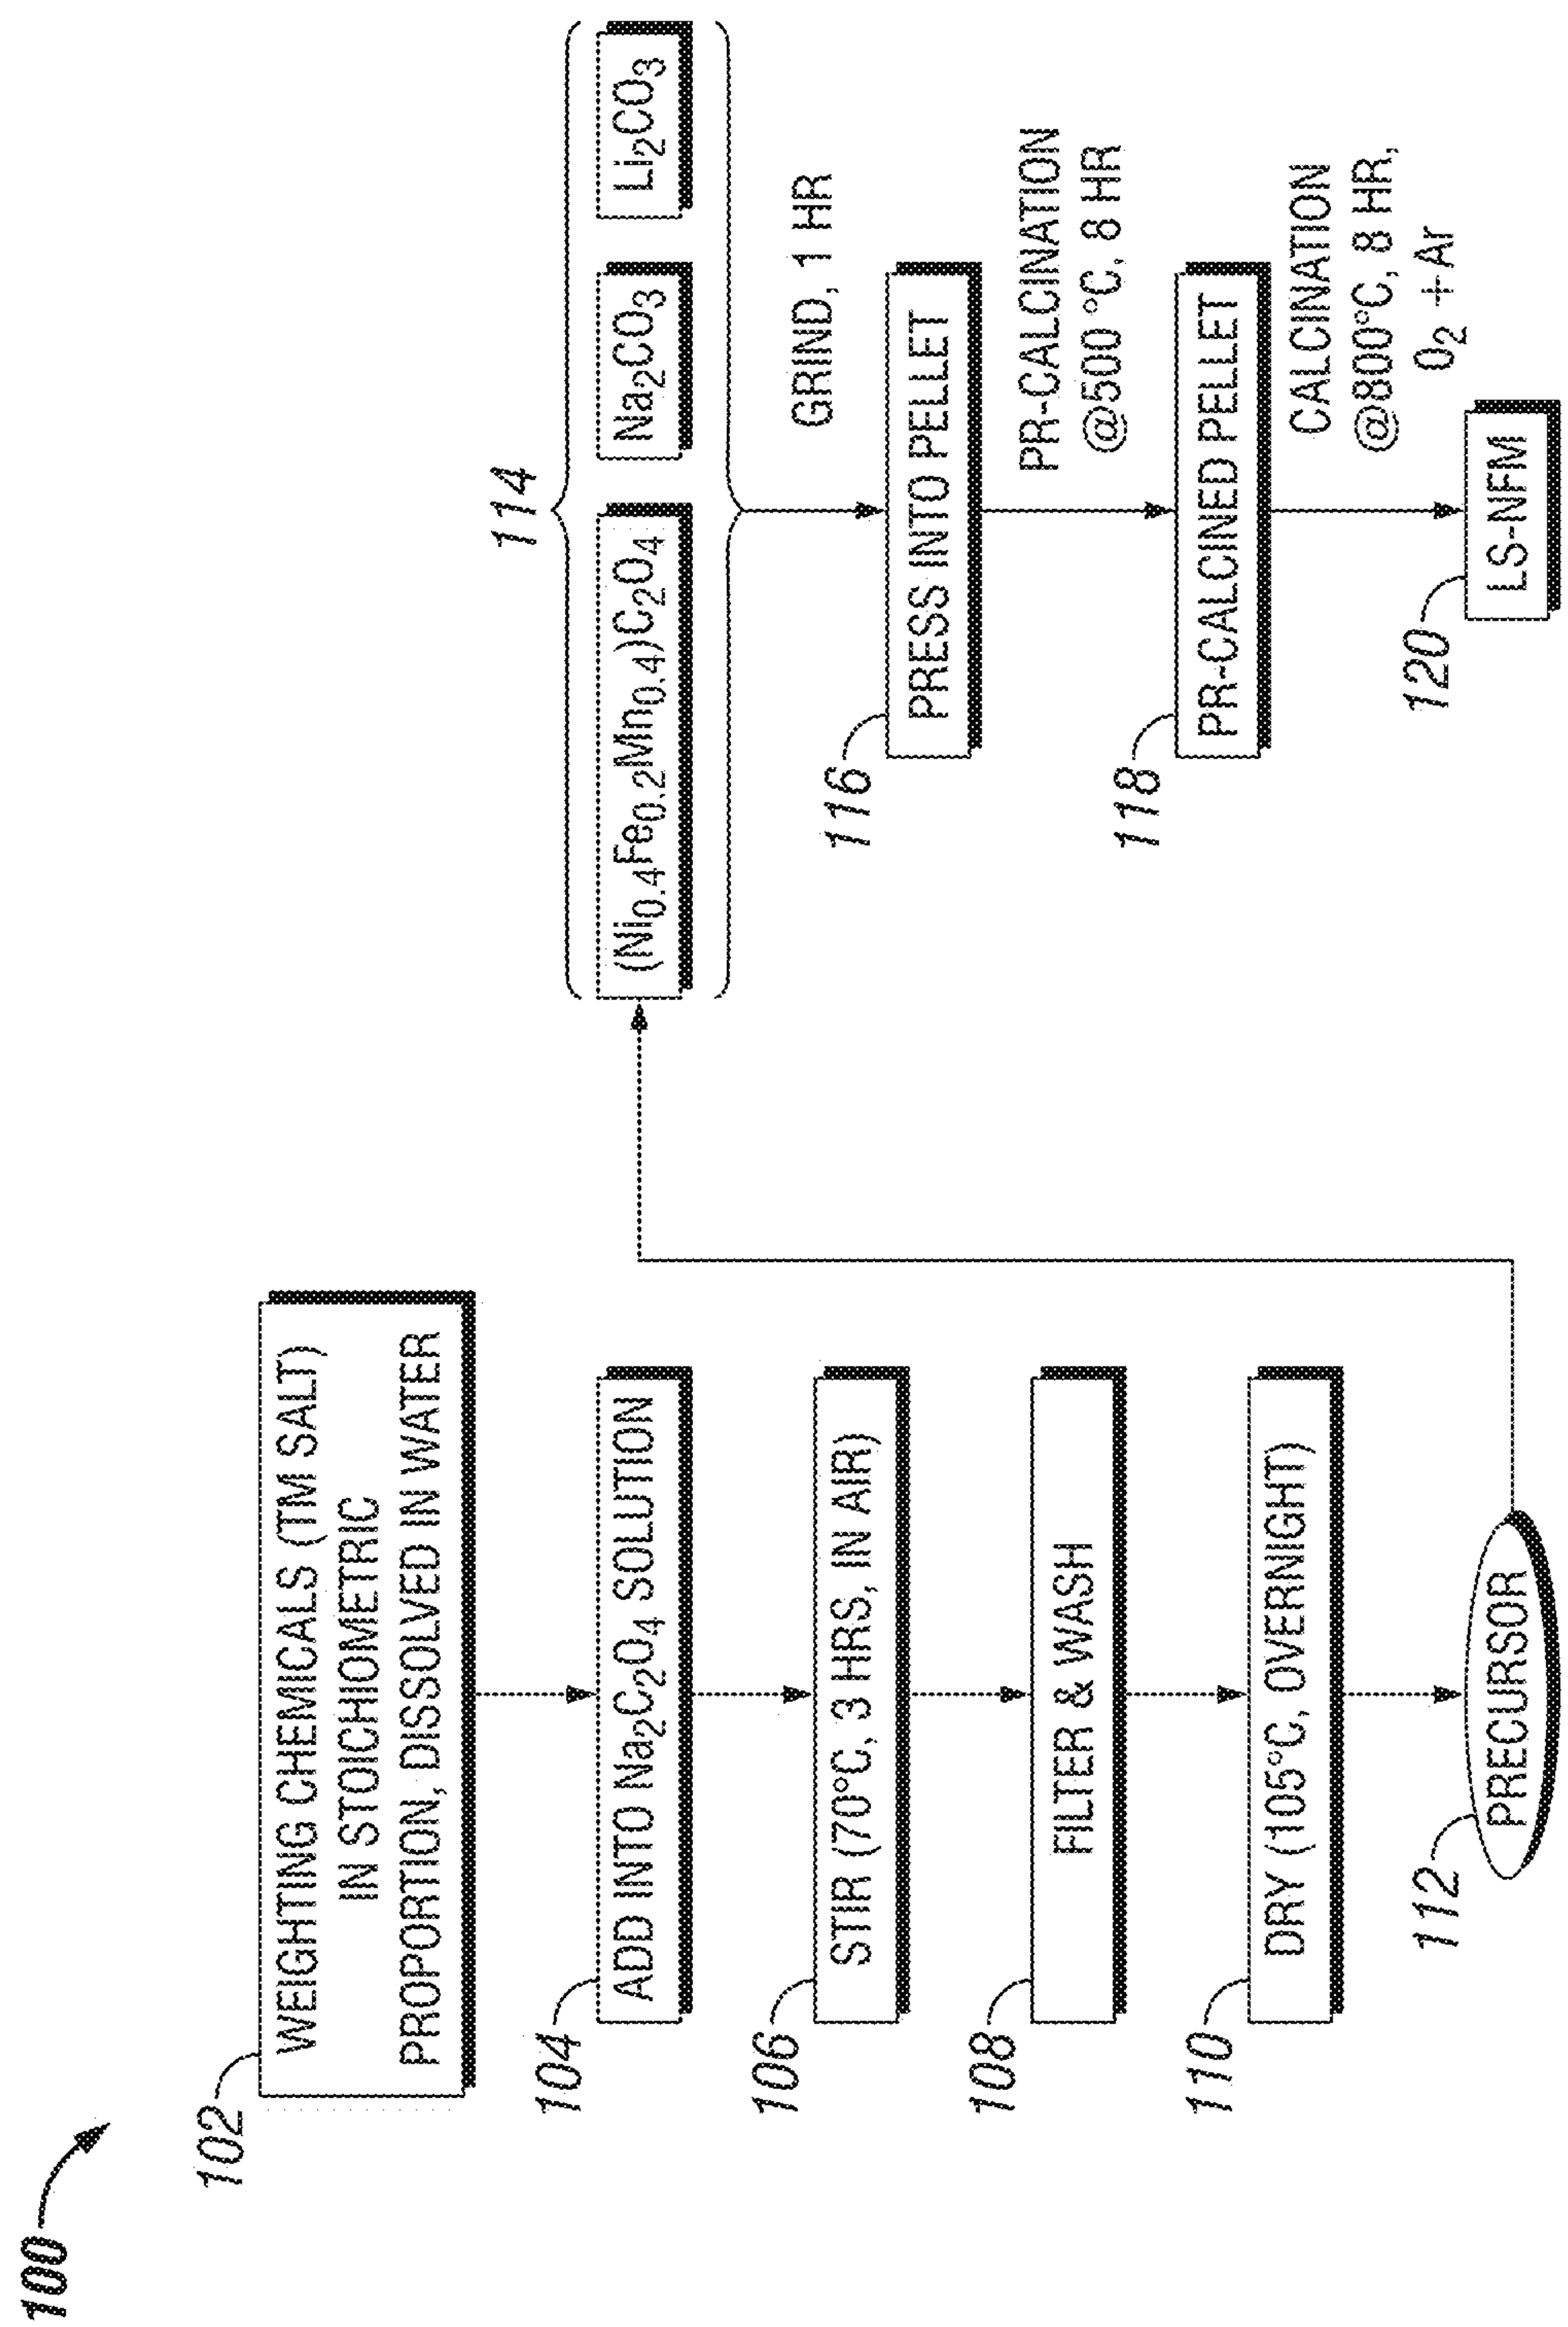 100
102
WEIGHTING CHEMICALS (TM SALT)
IN STOICHIOMETRIC
PROPORTION, DISSOLVED IN WATER
104
ADD INTO Na2C2O4 SOLUTION
106
STIR (70°C, 3 HRS, IN AIR)
108
FILTER & WASH
110
DRY (105°C, OVERNIGHT)
112
PRECURSOR
114
(Ni0.4Fe0.2Mn0.4)C2O4
Na2CO3
Li2CO3
GRIND, 1 HR
116
PRESS INTO PELLET
PR-CALCINATION
@500 °C, 8 HR
118
PR-CALCINED PELLET
CALCINATION
@800°C, 8 HR,
O2 +Ar
120
LS-NFM